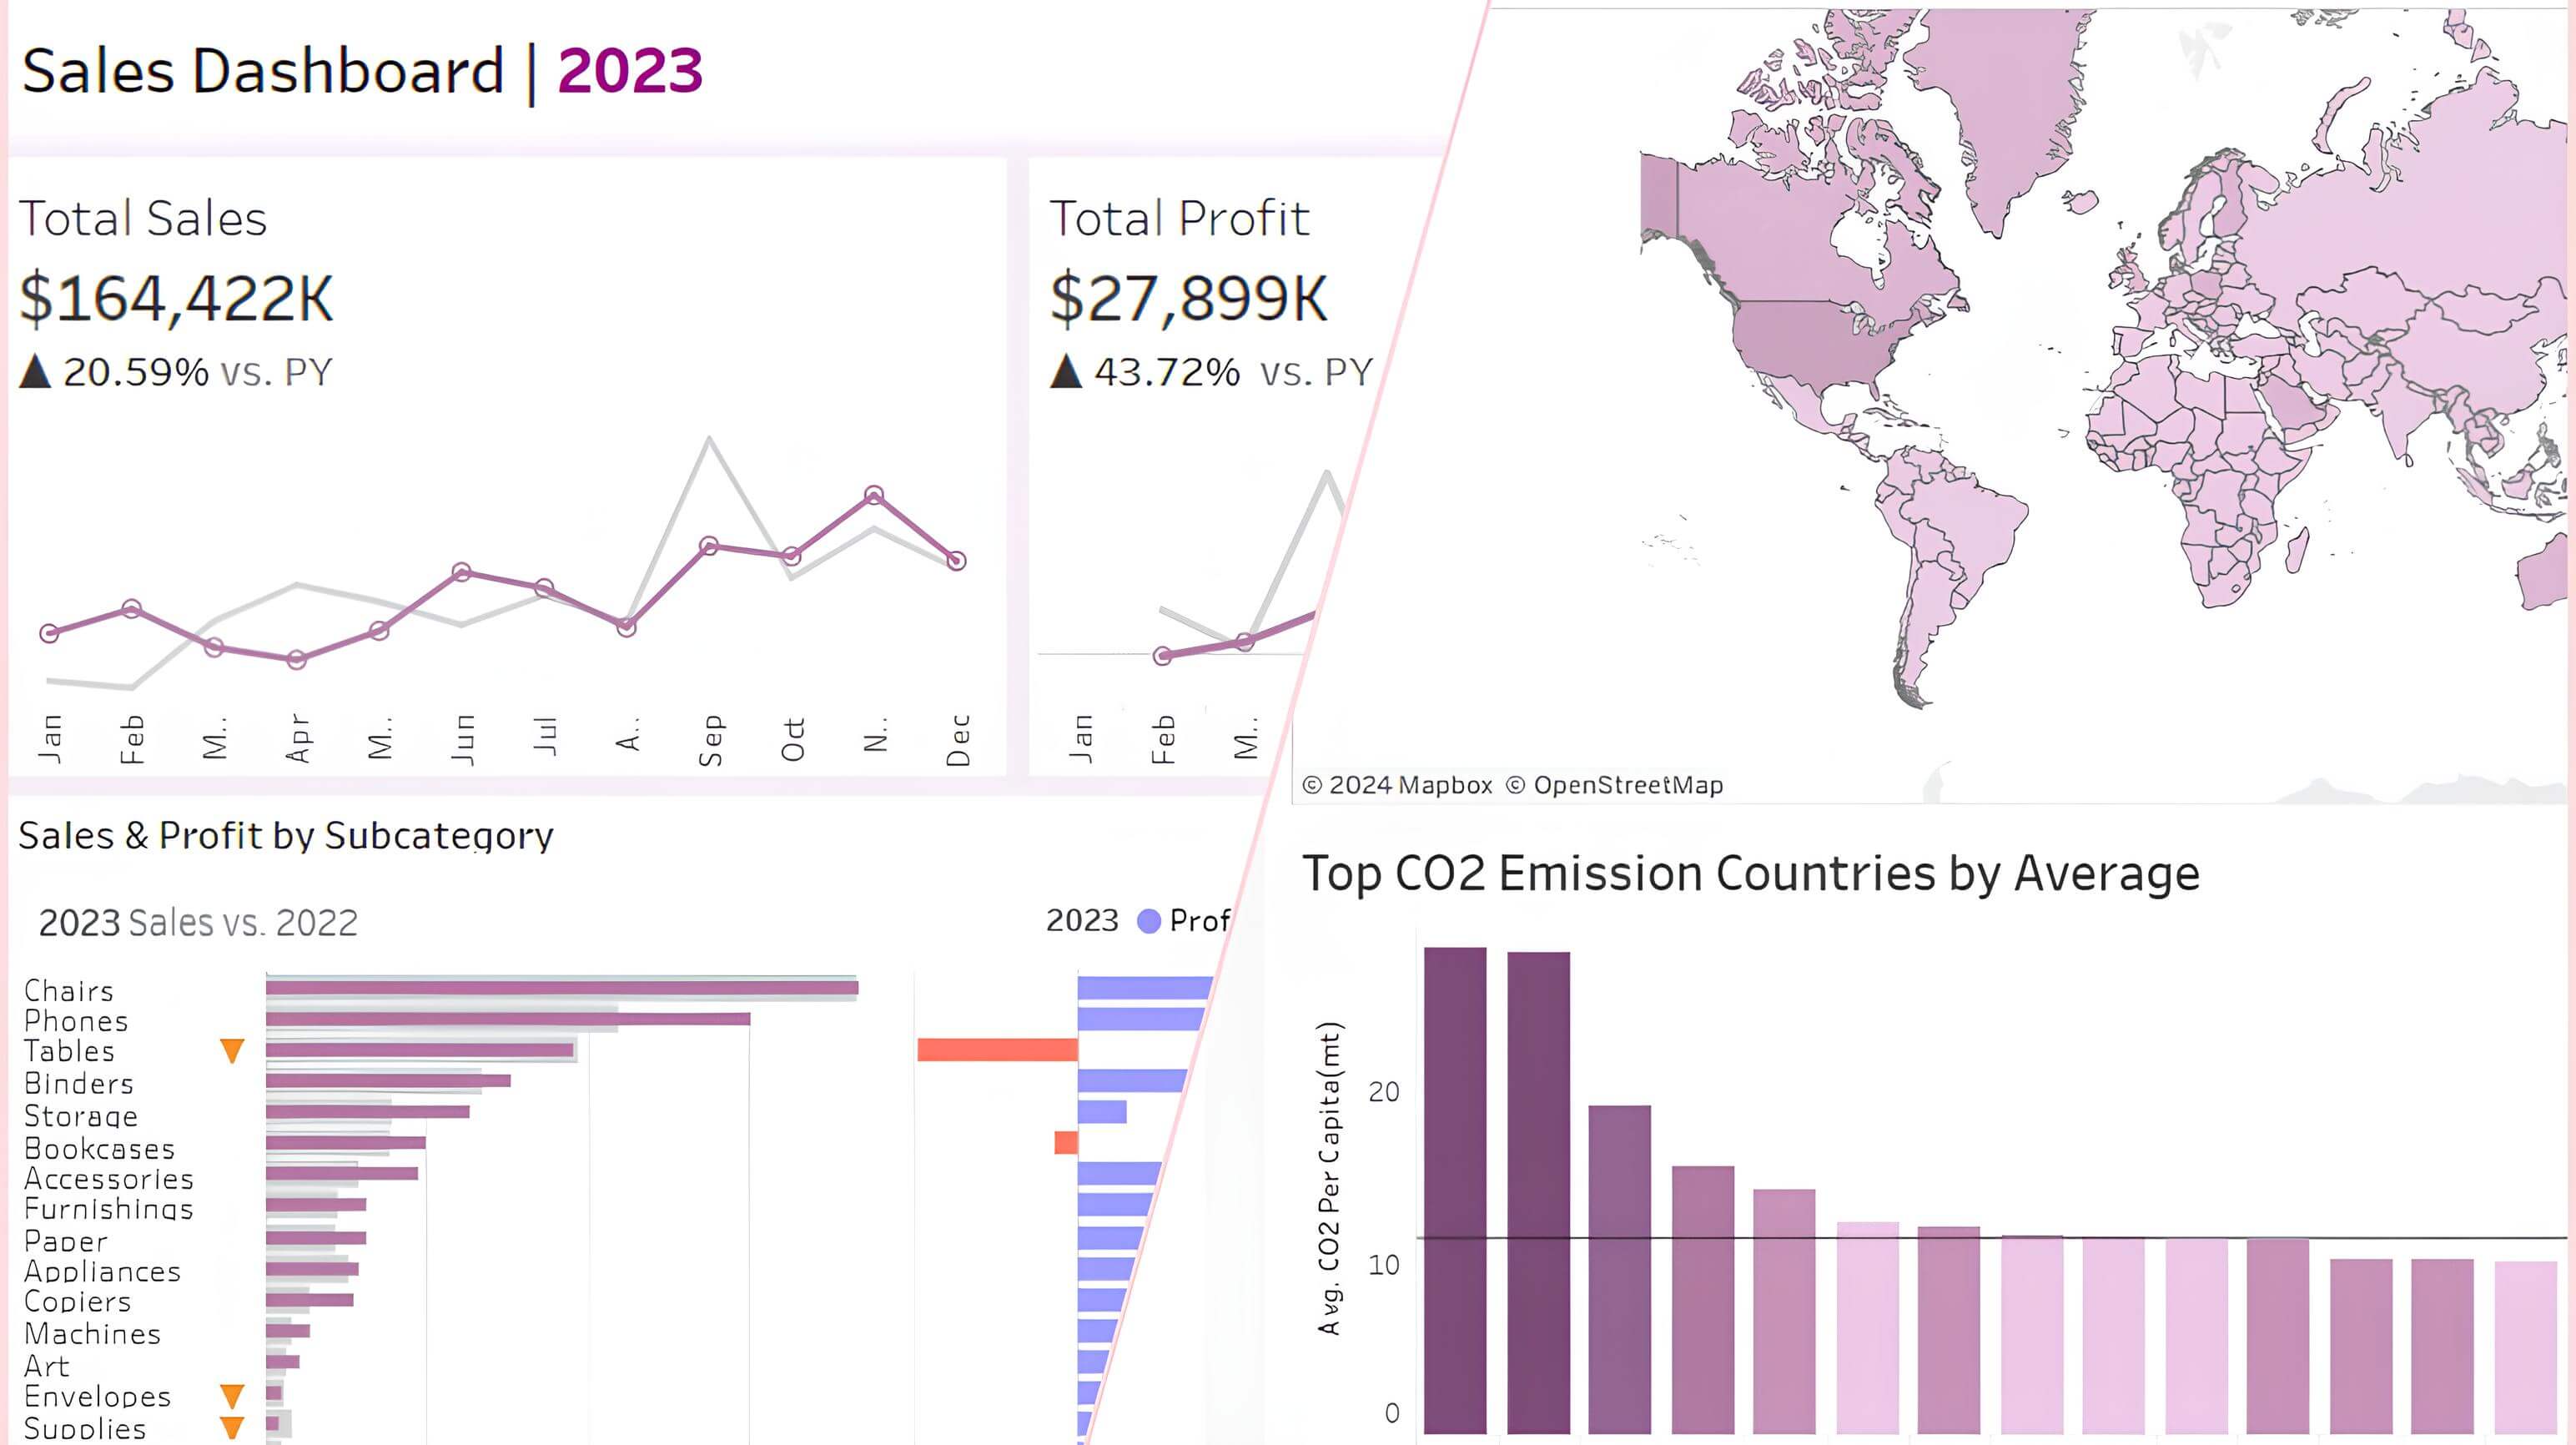 Sales Dashboard | 2023
Total Sales
$164,422K
▲ 20.59% vs. PY
Jan Feb M.. Apr M.. Jun Jul A.. Sep Oct N.. Dec
Total Profit
$27,899K
▲ 43.72% vs. PY
Jan Feb M..
© 2024 Mapbox © OpenStreetMap
Sales & Profit by Subcategory
2023 Sales vs. 2022
2023 Prof
Chairs
Phones
Tables
Binders
Storage
Bookcases
Accessories
Furnishings
Paper
Appliances
Copiers
Machines
Art
Envelopes
Supplies
Top CO2 Emission Countries by Average
Avg. CO2 Per Capita(mt)
20
10
0